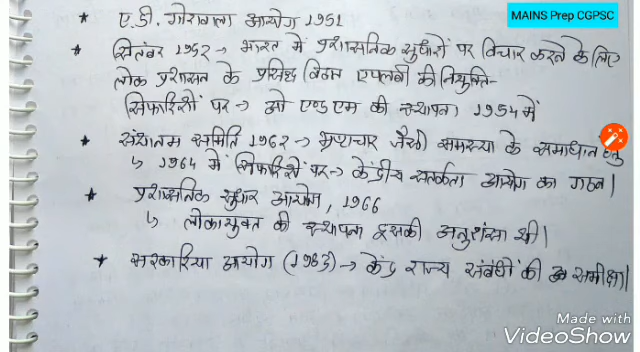 MAINS Prep CGPSC
* ए. डी. गोरवाला आयोग 1951
* सितंबर 1952 → भारत में प्रशासनिक सुधारों पर विचार करने के लिए
लोक प्रशासन के प्रसिद्ध विद्वान एपलबी की नियुक्ति-
सिफारिशों पर → ओ एण्ड एम की स्थापना 1954 में
* संथानम समिति 1962 → भ्रष्टाचार जैसी समस्या के समाधान हेतु
↳ 1964 में सिफारिशों पर → केंद्रीय सतर्कता आयोग का गठन।
* प्रशासनिक सुधार आयोग, 1966
↳ लोकायुक्त की स्थापना इसकी अनुशंसा थी।
* सरकारिया आयोग (1983) → केंद्र राज्य संबंधों की समीक्षा।
Made with
VideoShow